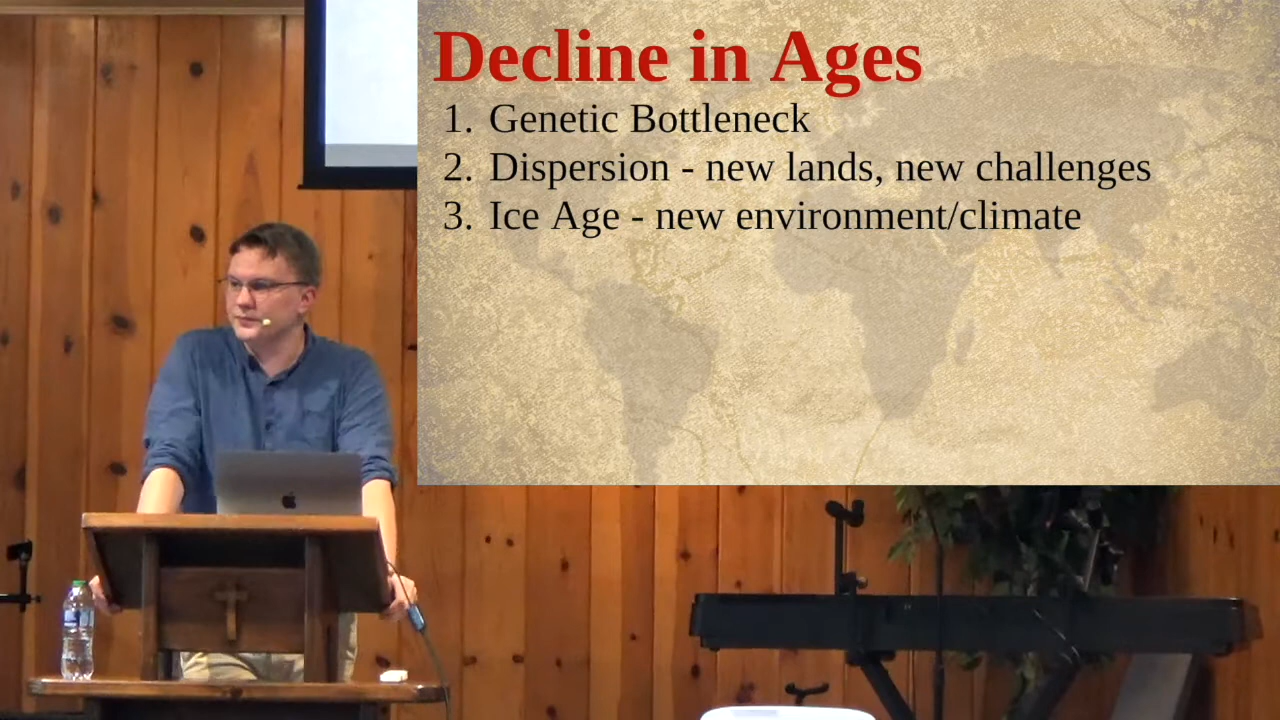 Decline in Ages
1. Genetic Bottleneck
2. Dispersion - new lands, new challenges
3. Ice Age - new environment/climate